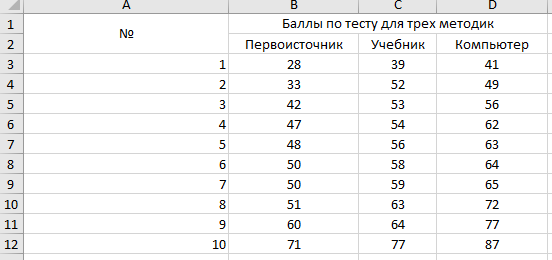 A B C D
1 № Баллы по тесту для трех методик
2 Первоисточник Учебник Компьютер
3 1 28 39 41
4 2 33 52 49
5 3 42 53 56
6 4 47 54 62
7 5 48 56 63
8 6 50 58 64
9 7 50 59 65
10 8 51 63 72
11 9 60 64 77
12 10 71 77 87